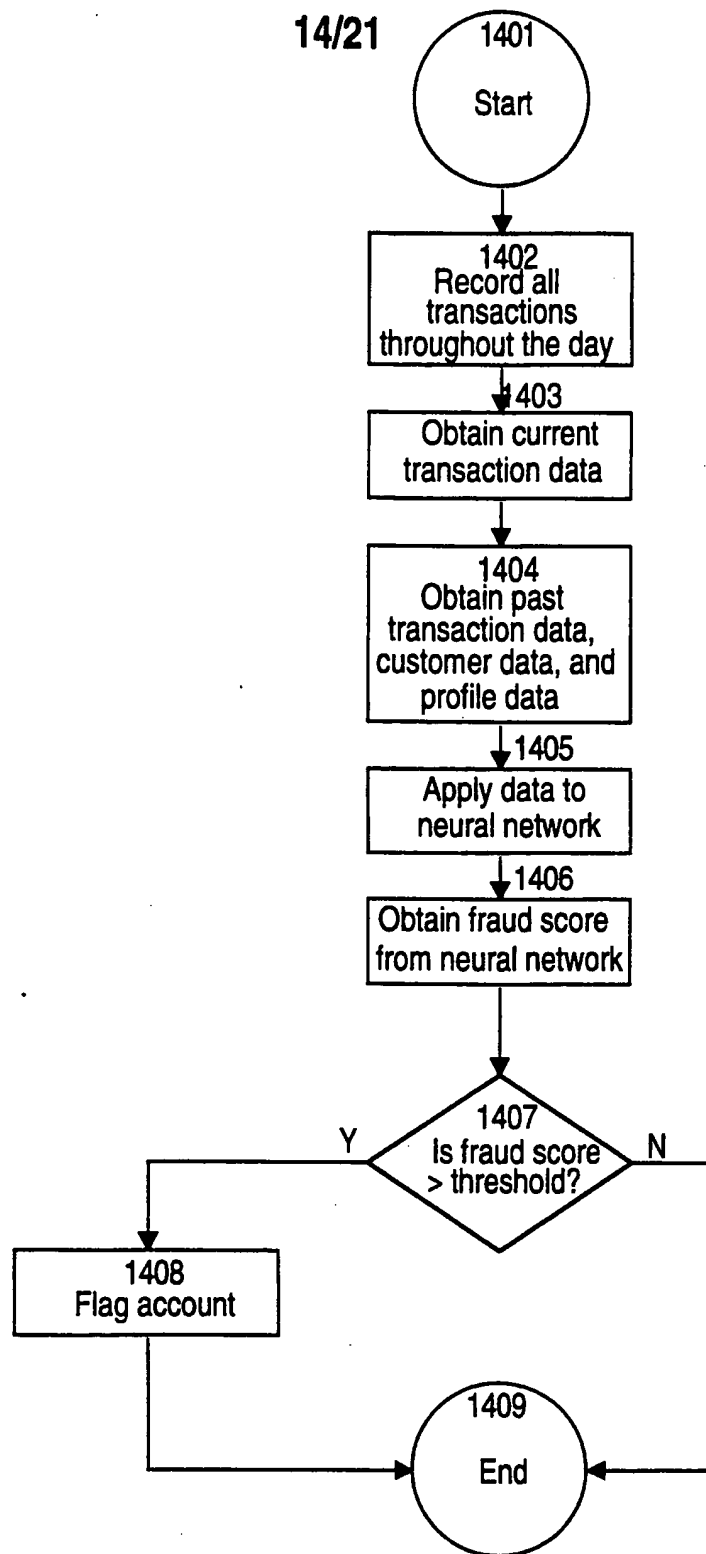 14/21
1401
Start
1402
Record all
transactions
throughout the day
1403
Obtain current
transaction data
1404
Obtain past
transaction data,
customer data, and
profile data
1405
Apply data to
neural network
1406
Obtain fraud score
from neural network
1407
Is fraud score
> threshold?
Y
N
1408
Flag account
1409
End